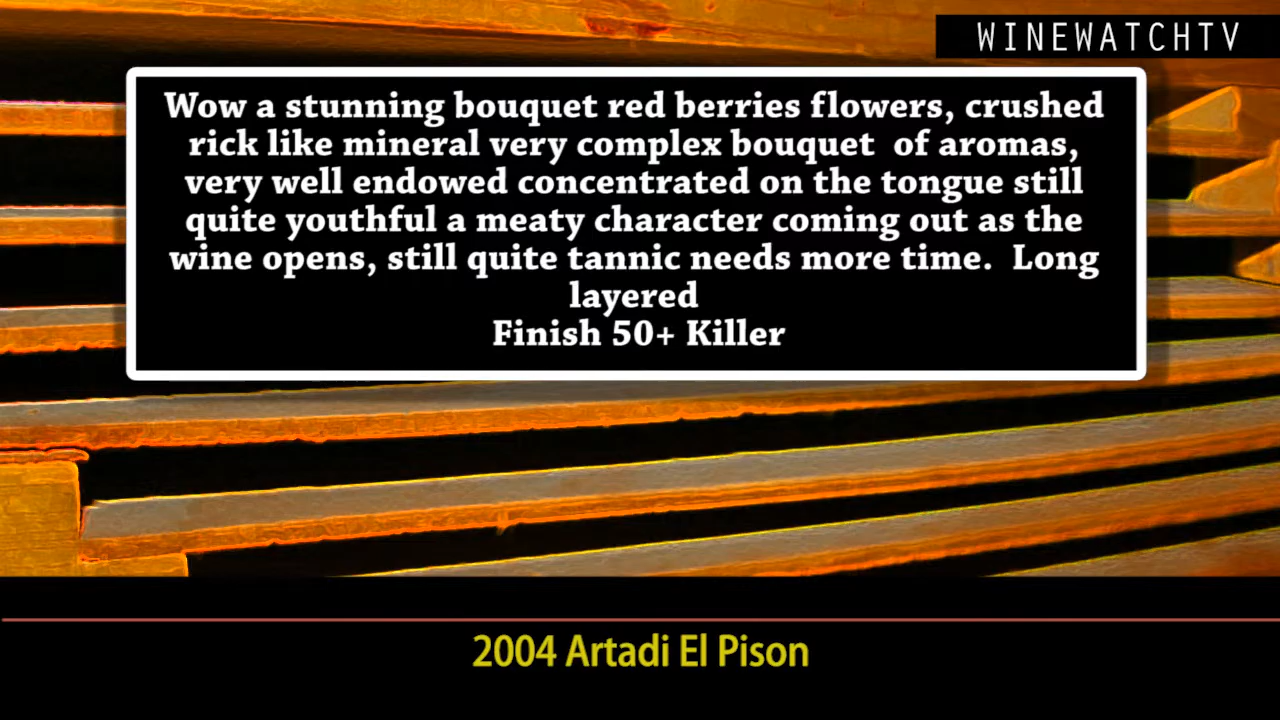 WINEWATCHTV
Wow a stunning bouquet red berries flowers, crushed
rick like mineral very complex bouquet  of aromas,
very well endowed concentrated on the tongue still
quite youthful a meaty character coming out as the
wine opens, still quite tannic needs more time.  Long
layered
Finish 50+ Killer
2004 Artadi El Pison